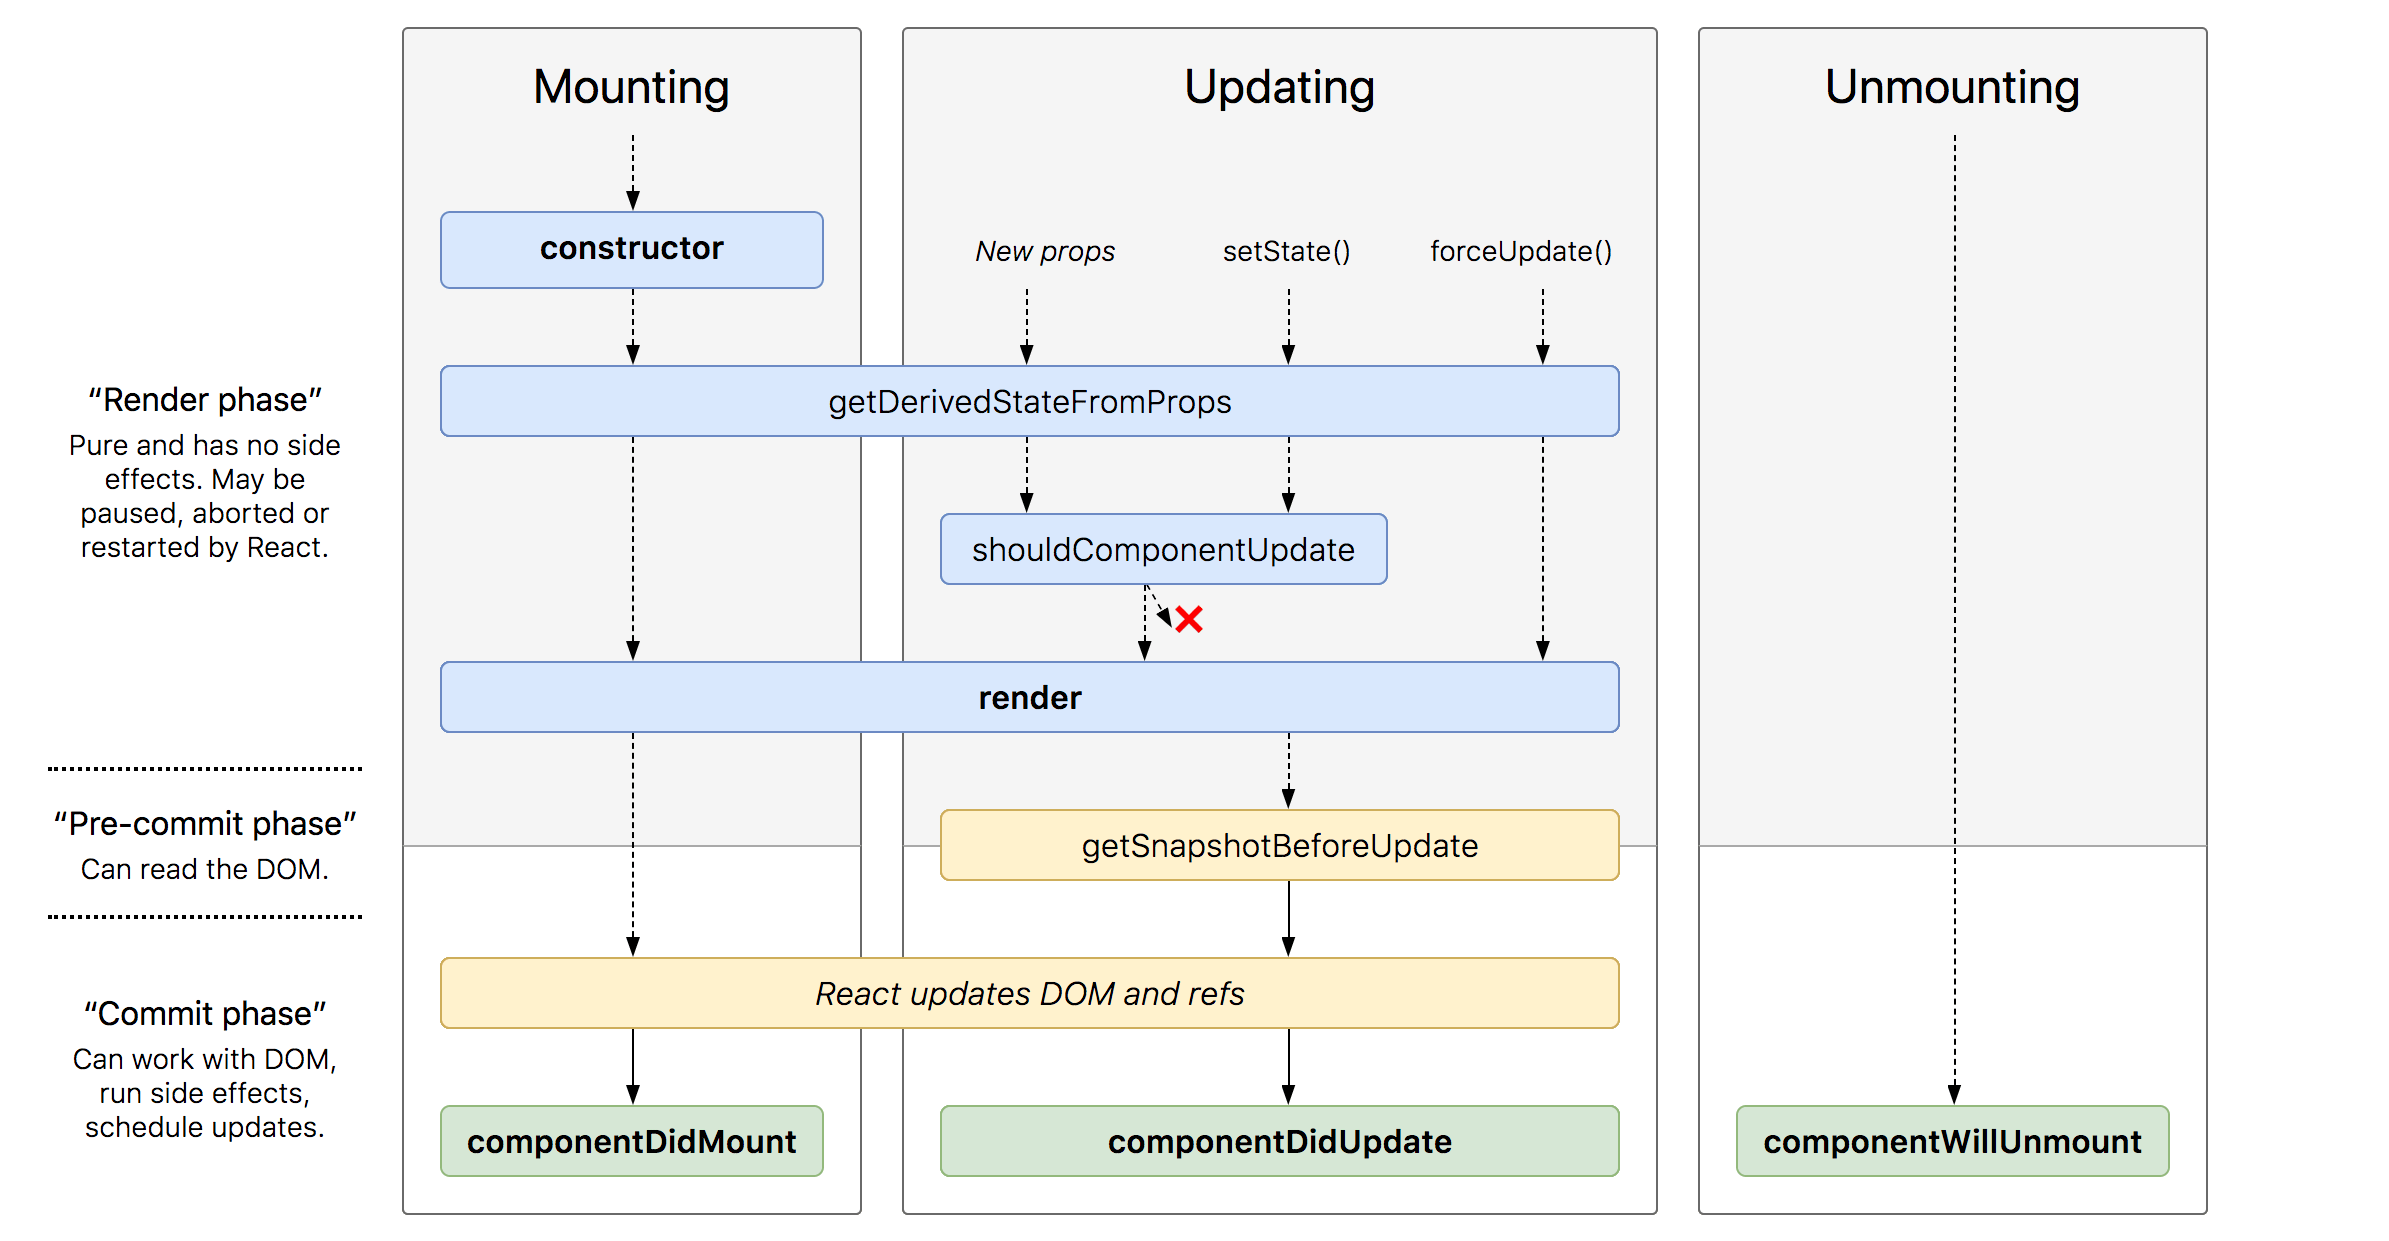 Mounting
Updating
Unmounting
constructor
New props
setState()
forceUpdate()
getDerivedStateFromProps
“Render phase”
Pure and has no side
effects. May be
paused, aborted or
restarted by React.
shouldComponentUpdate
render
“Pre-commit phase”
Can read the DOM.
getSnapshotBeforeUpdate
React updates DOM and refs
“Commit phase”
Can work with DOM,
run side effects,
schedule updates.
componentDidMount
componentDidUpdate
componentWillUnmount